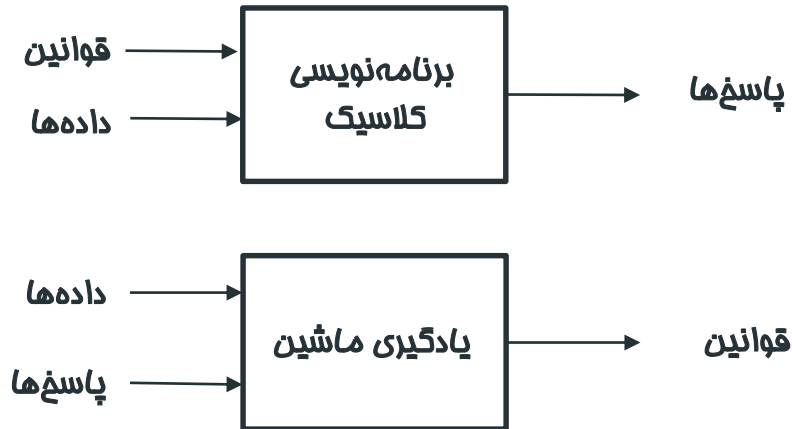 قوانین
داده‌ها
برنامه‌نویسی
کلاسیک
پاسخ‌ها
داده‌ها
پاسخ‌ها
یادگیری ماشین
قوانین